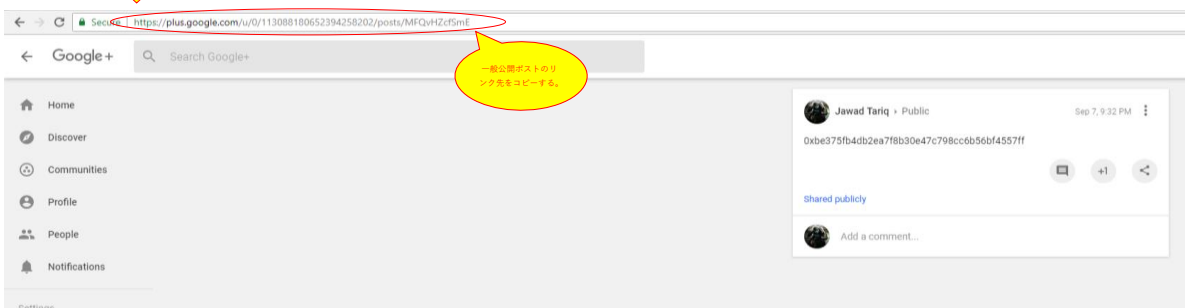 Secure https://plus.google.com/u/0/113088180652394258202/posts/MFQvHZcfSmE
Google+ Search Google+
一般公開ポストのリ
ンク先をコピーする。
Home
Discover
Communities
Profile
People
Notifications
Settings
Jawad Tariq › Public Sep 7, 9:32 PM
0xbe375fb4db2ea7f8b30e47c798cc6b56bf4557ff
+1
Shared publicly
Add a comment...